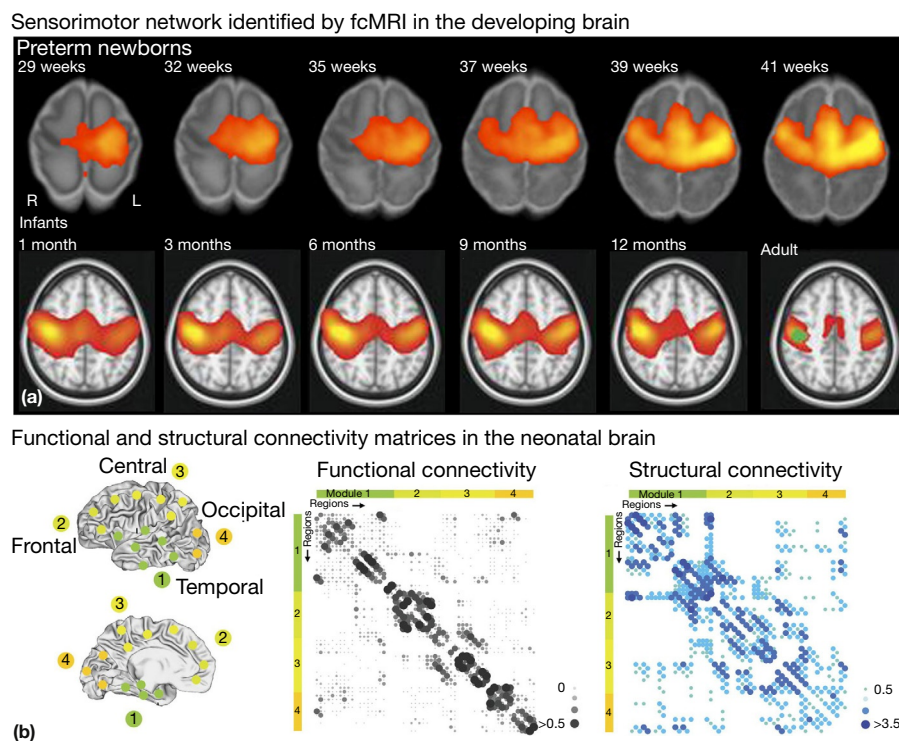 Sensorimotor network identified by fcMRI in the developing brain
Preterm newborns
29 weeks 32 weeks 35 weeks 37 weeks 39 weeks 41 weeks
R L
Infants
1 month 3 months 6 months 9 months 12 months Adult
(a)
Functional and structural connectivity matrices in the neonatal brain
Central 3
2 Frontal
Occipital 4
1 Temporal
3
2
4
1
(b)
Functional connectivity
Module 1 2 3 4
Regions
Regions
1
2
3
4
0
>0.5
Structural connectivity
Module 1 2 3 4
Regions
Regions
1
2
3
4
0.5
>3.5